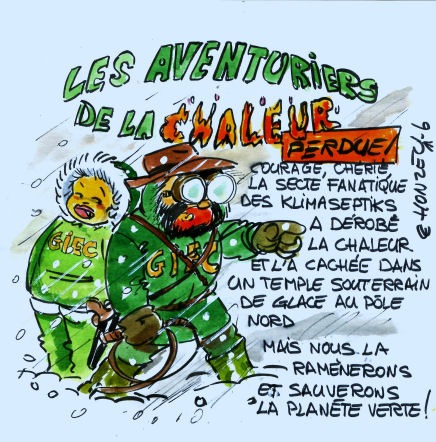 LES AVENTURIERS
DE LA CHALEUR
PERDUE!
COURAGE, CHÉRIE,
LA SECTE FANATIQUE
DES KLIMASEPTIKS
A DÉROBÉ
LA CHALEUR
ET L'A CACHÉE DANS
UN TEMPLE SOUTERRAIN
DE GLACE AU PÔLE
NORD
MAIS NOUS LA
RAMÈNERONS
ET SAUVERONS
LA PLANÈTE VERTE!
GIEC
GIEC